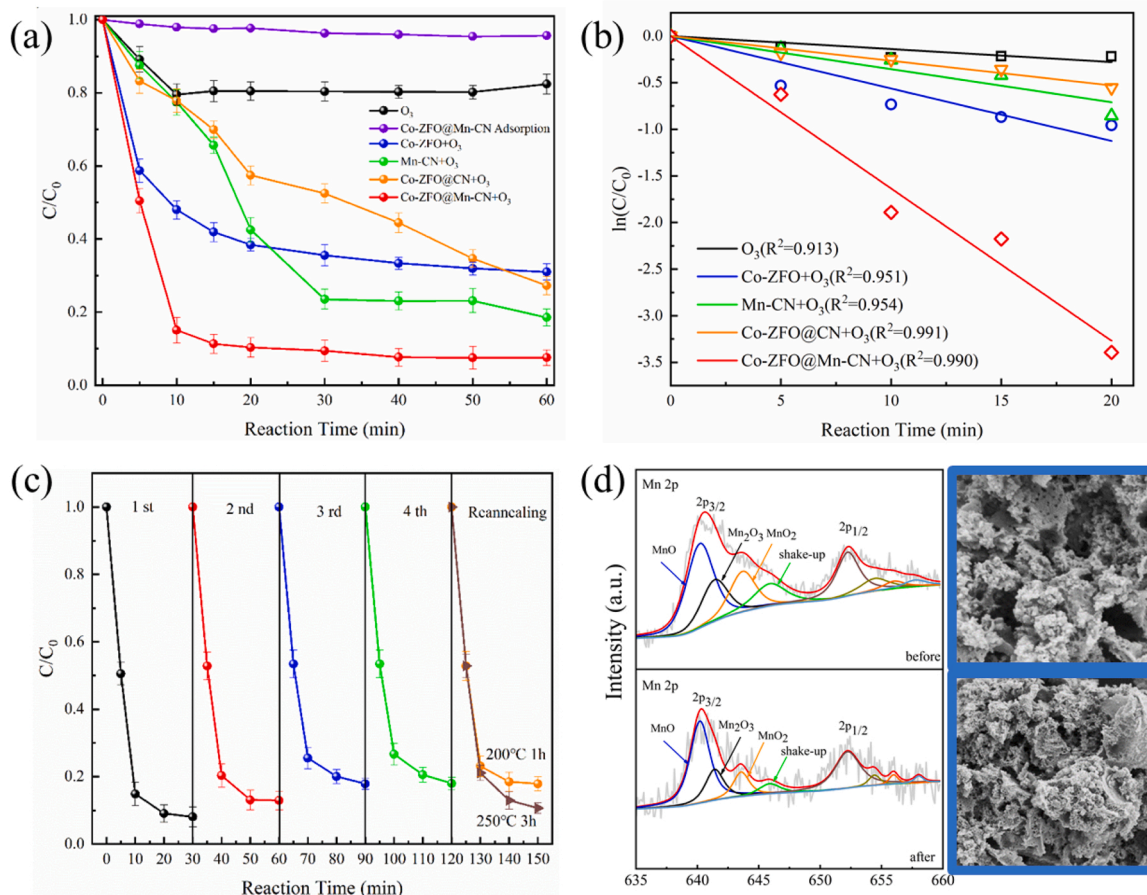 (a)
1.0
0.8
0.6
0.4
0.2
0.0
C/C₀
0 10 20 30 40 50 60
Reaction Time (min)
O₃
Co-ZFO@Mn-CN Adsorption
Co-ZFO+O₃
Mn-CN+O₃
Co-ZFO@CN+O₃
Co-ZFO@Mn-CN+O₃
(b)
0.0
-0.5
-1.0
-1.5
-2.0
-2.5
-3.0
-3.5
ln(C/C₀)
0 5 10 15 20
Reaction Time (min)
O₃(R²=0.913)
Co-ZFO+O₃(R²=0.951)
Mn-CN+O₃(R²=0.954)
Co-ZFO@CN+O₃(R²=0.991)
Co-ZFO@Mn-CN+O₃(R²=0.990)
(c)
1.0
0.8
0.6
0.4
0.2
0.0
C/C₀
1 st 2 nd 3 rd 4 th Rcanncaling
200℃ 1h
250℃ 3h
0 10 20 30 40 50 60 70 80 90 100 110 120 130 140 150
Reaction Time (min)
(d)
Intensity (a.u.)
Mn 2p
2p₃/₂
MnO
Mn₂O₃
MnO₂
shake-up
2p₁/₂
before
Mn 2p
2p₃/₂
MnO
Mn₂O₃
MnO₂
shake-up
2p₁/₂
after
635 640 645 650 655 660